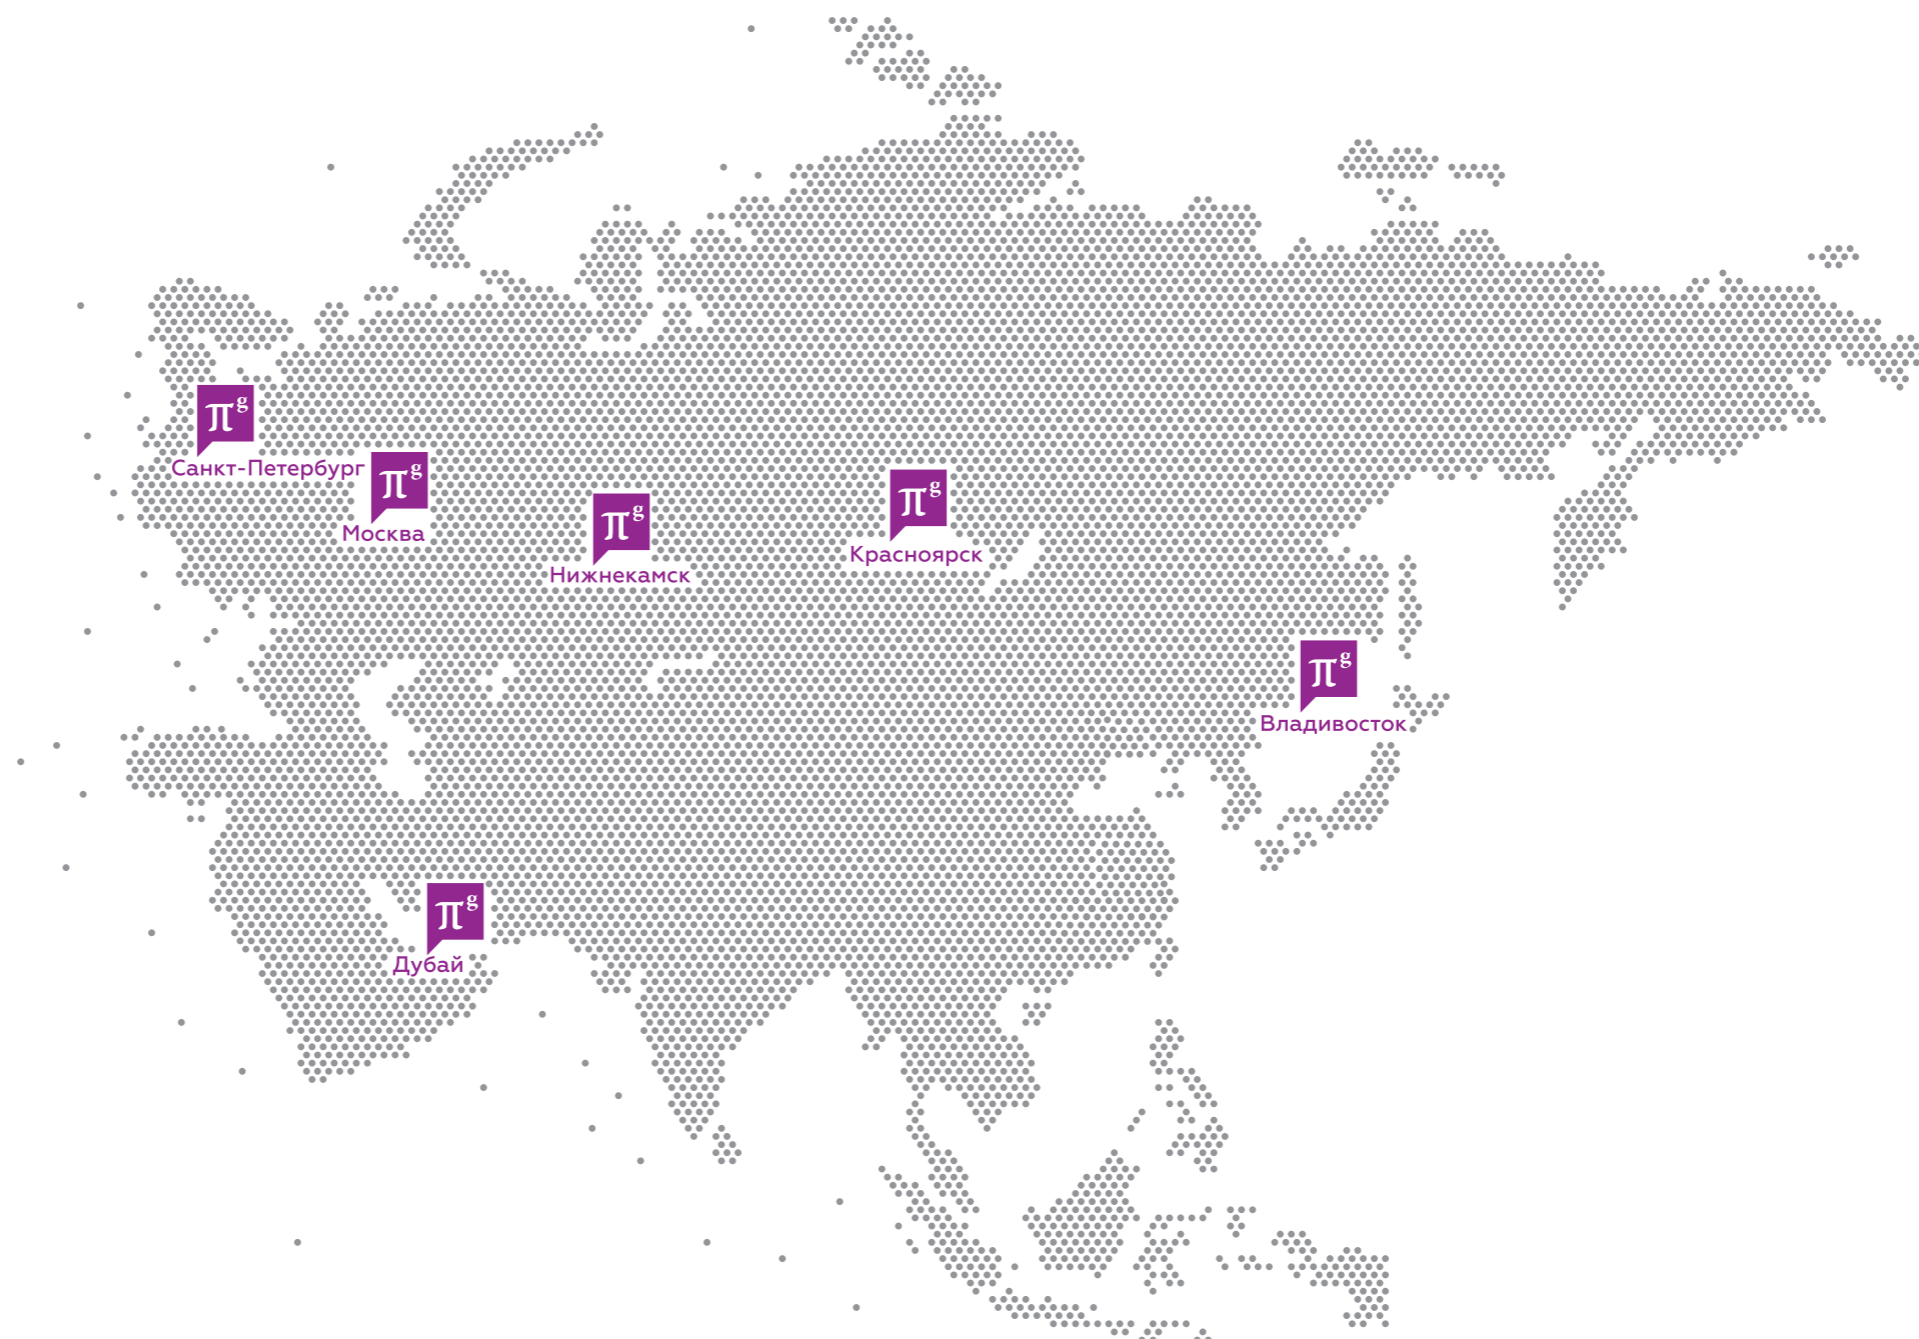 πg
Санкт-Петербург
πg
Москва
πg
Нижнекамск
πg
Красноярск
πg
Владивосток
πg
Дубай